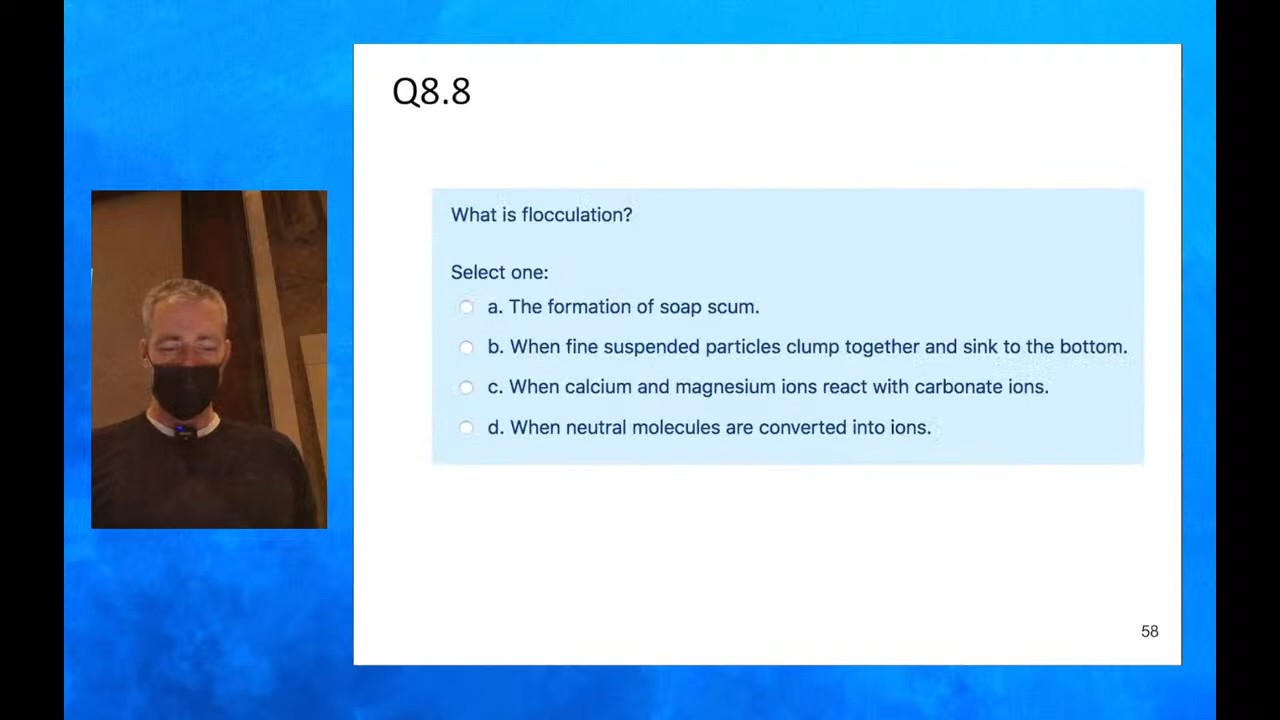 Q8.8
What is flocculation?
Select one:
a. The formation of soap scum.
b. When fine suspended particles clump together and sink to the bottom.
c. When calcium and magnesium ions react with carbonate ions.
d. When neutral molecules are converted into ions.
58